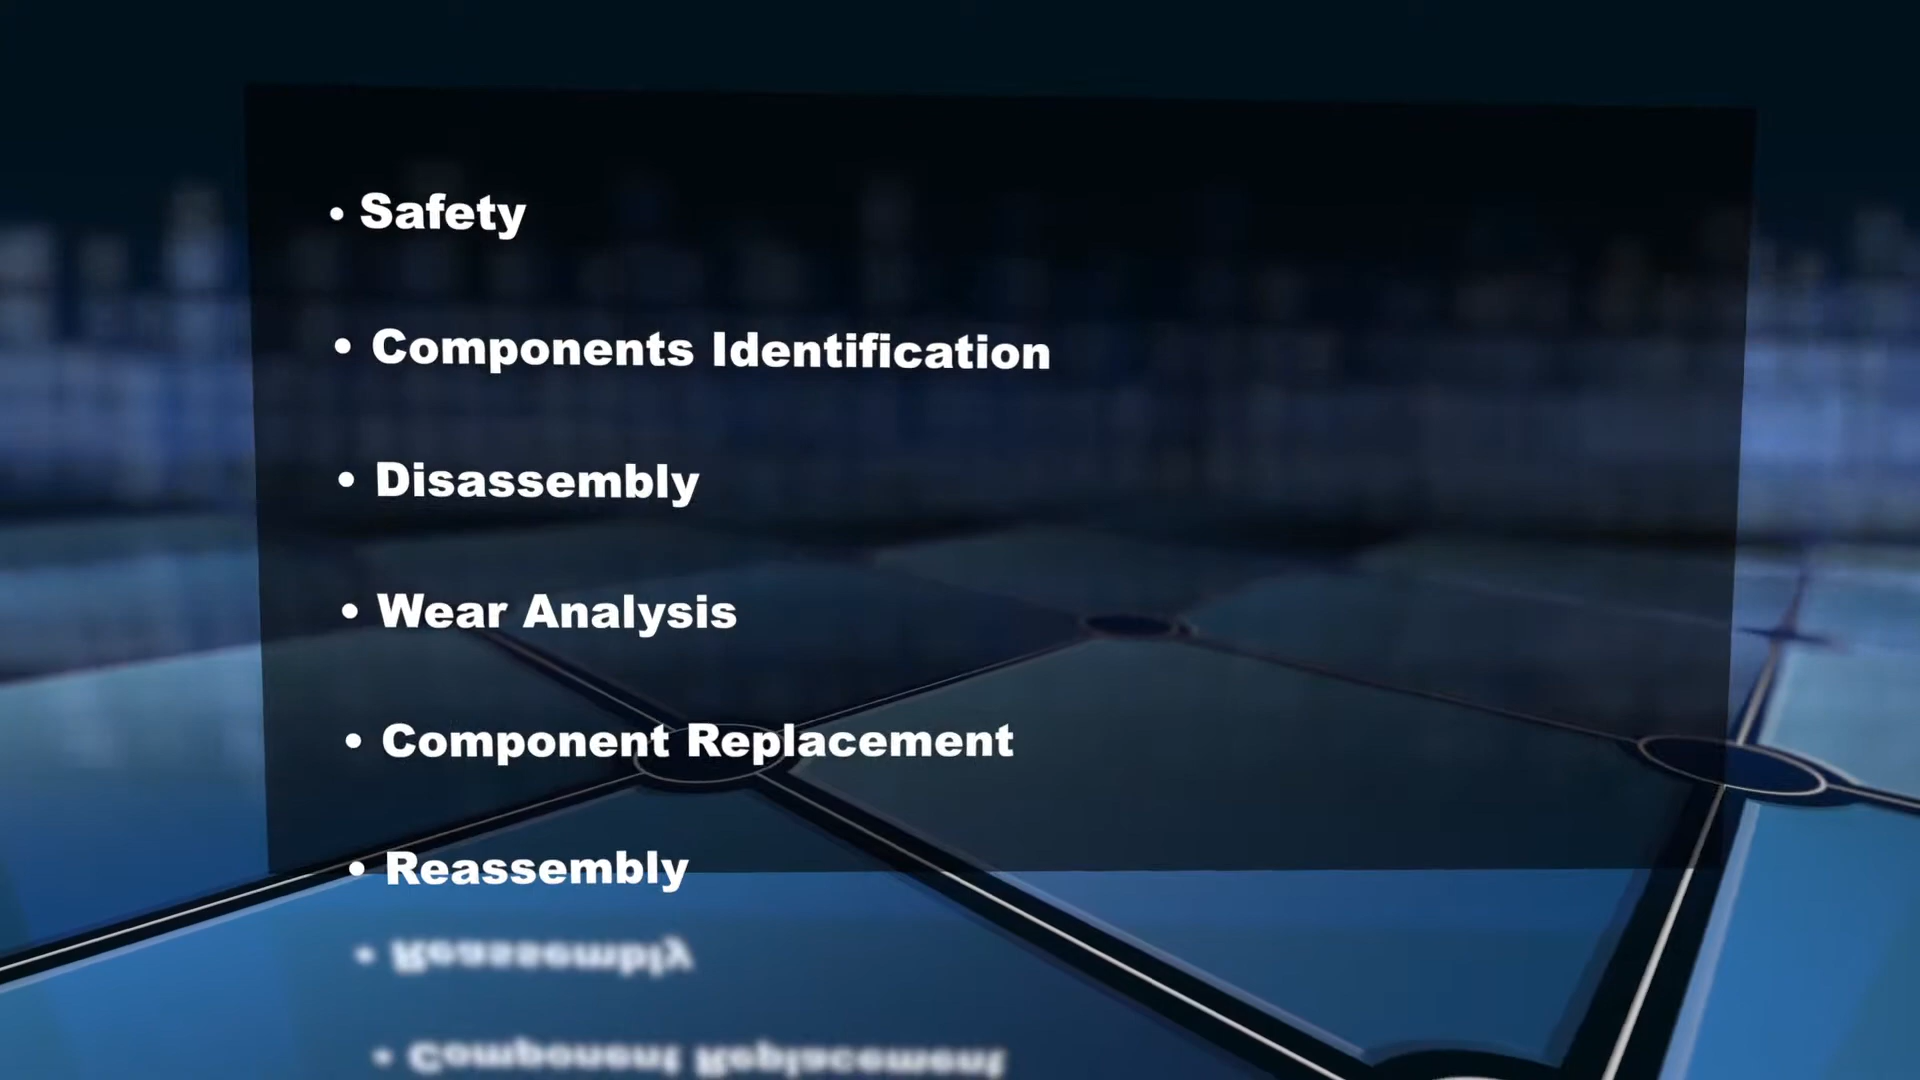 • Safety
• Components Identification
• Disassembly
• Wear Analysis
• Component Replacement
• Reassembly